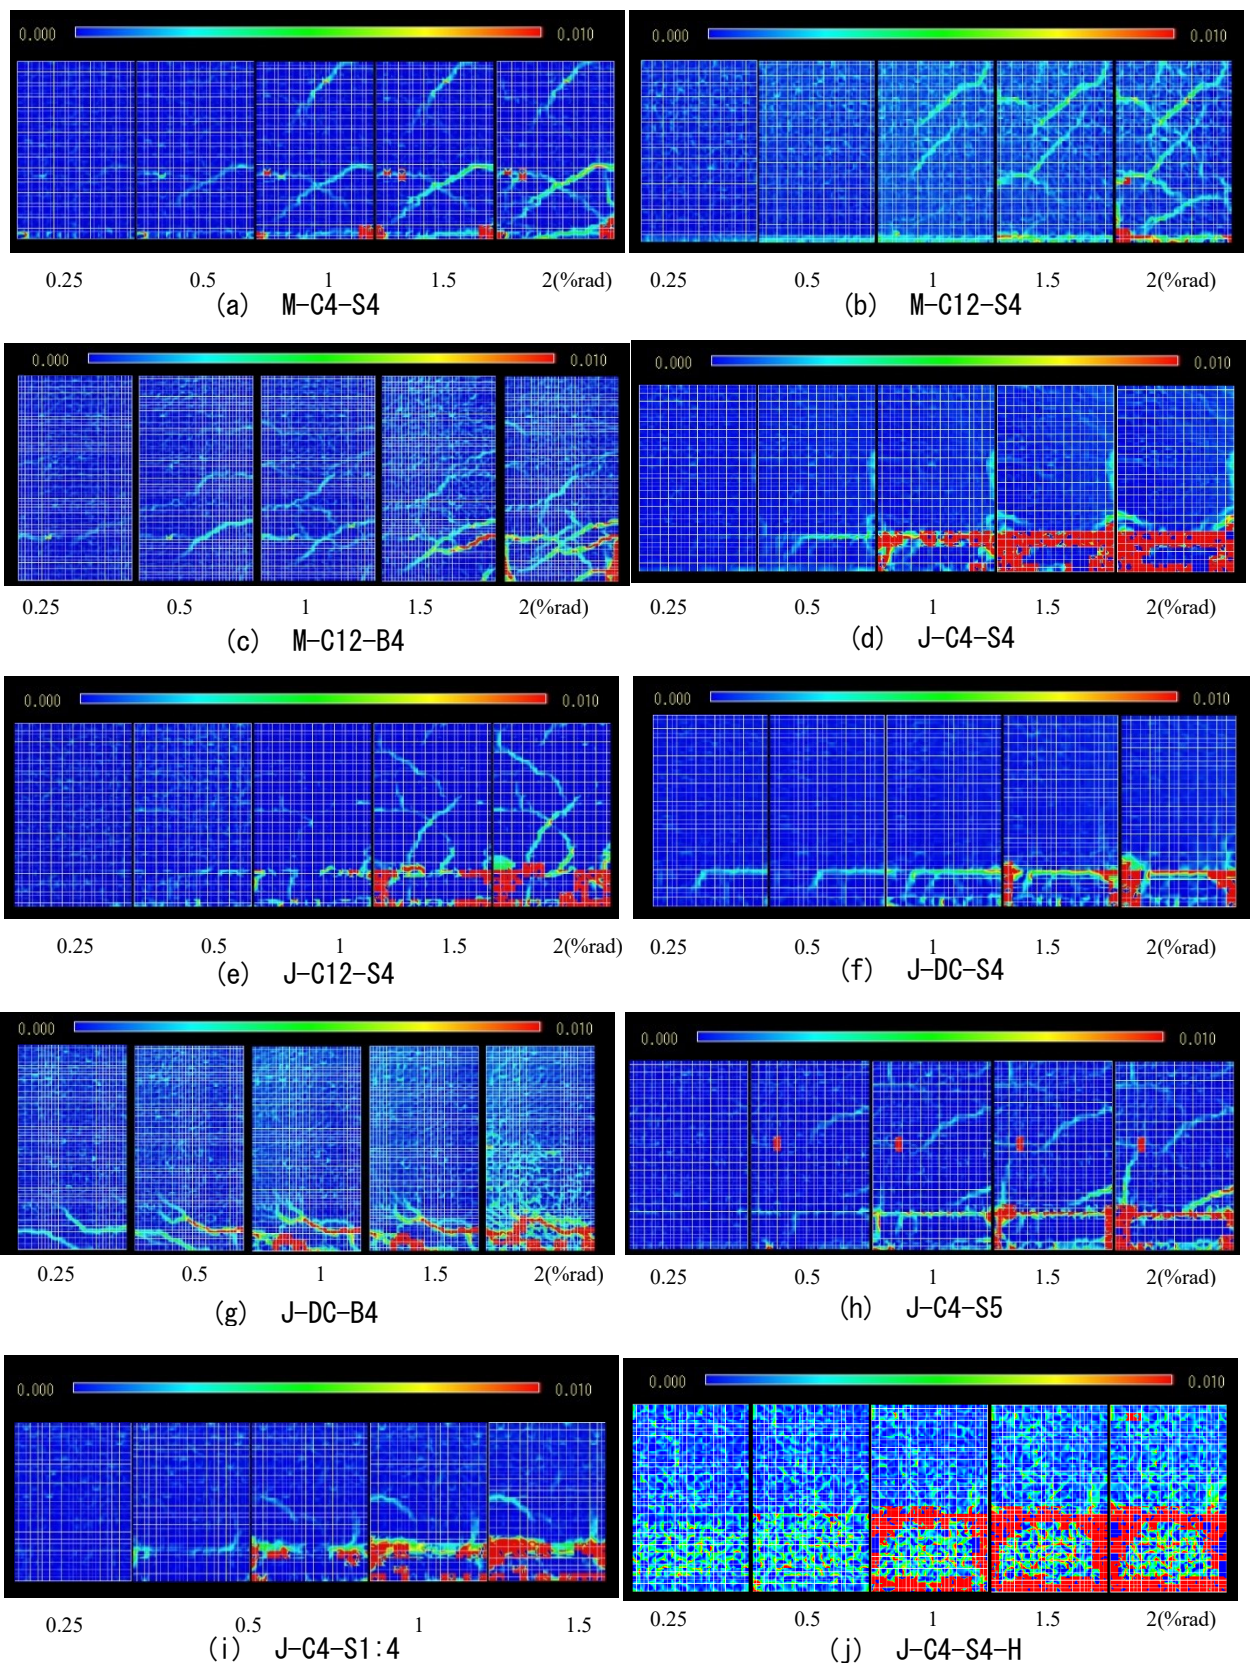 0.000 0.010
0.25 0.5 1 1.5 2(%rad)
(a) M-C4-S4
0.000 0.010
0.25 0.5 1 1.5 2(%rad)
(b) M-C12-S4
0.000 0.010
0.25 0.5 1 1.5 2(%rad)
(c) M-C12-B4
0.000 0.010
0.25 0.5 1 1.5 2(%rad)
(d) J-C4-S4
0.000 0.010
0.25 0.5 1 1.5 2(%rad)
(e) J-C12-S4
0.000 0.010
0.25 0.5 1 1.5 2(%rad)
(f) J-DC-S4
0.000 0.010
0.25 0.5 1 1.5 2(%rad)
(g) J-DC-B4
0.000 0.010
0.25 0.5 1 1.5 2(%rad)
(h) J-C4-S5
0.000 0.010
0.25 0.5 1 1.5
(i) J-C4-S1:4
0.000 0.010
0.25 0.5 1 1.5 2(%rad)
(j) J-C4-S4-H